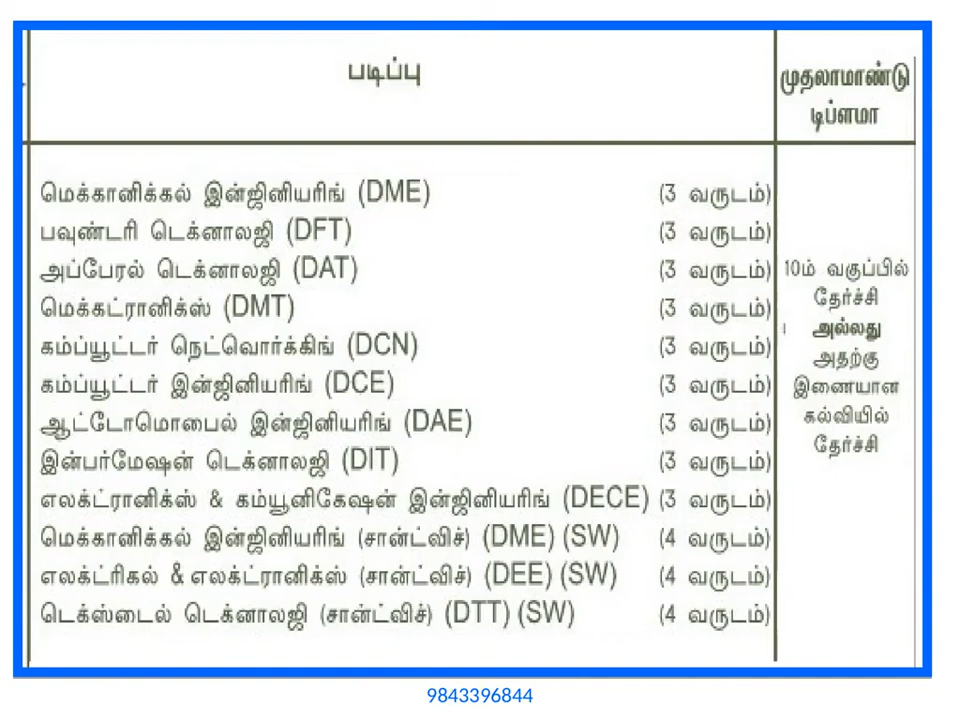 படிப்பு
முதலாமாண்டு
டிப்ளமா
மெக்கானிக்கல் இன்ஜினியரிங் (DME) (3 வருடம்)
பவுண்டரி டெக்னாலஜி (DFT) (3 வருடம்)
அப்பேரல் டெக்னாலஜி (DAT) (3 வருடம்)
மெக்கட்ரானிக்ஸ் (DMT) (3 வருடம்)
கம்ப்யூட்டர் நெட்வொர்க்கிங் (DCN) (3 வருடம்)
கம்ப்யூட்டர் இன்ஜினியரிங் (DCE) (3 வருடம்)
ஆட்டோமொபைல் இன்ஜினியரிங் (DAE) (3 வருடம்)
இன்பர்மேஷன் டெக்னாலஜி (DIT) (3 வருடம்)
எலக்ட்ரானிக்ஸ் & கம்யூனிகேஷன் இன்ஜினியரிங் (DECE) (3 வருடம்)
மெக்கானிக்கல் இன்ஜினியரிங் (சான்ட்விச்) (DME) (SW) (4 வருடம்)
எலக்ட்ரிகல் & எலக்ட்ரானிக்ஸ் (சான்ட்விச்) (DEE) (SW) (4 வருடம்)
டெக்ஸ்டைல் டெக்னாலஜி (சான்ட்விச்) (DTT) (SW) (4 வருடம்)
10ம் வகுப்பில்
தேர்ச்சி
அல்லது
அதற்கு
இணையான
கல்வியில்
தேர்ச்சி
9843396844